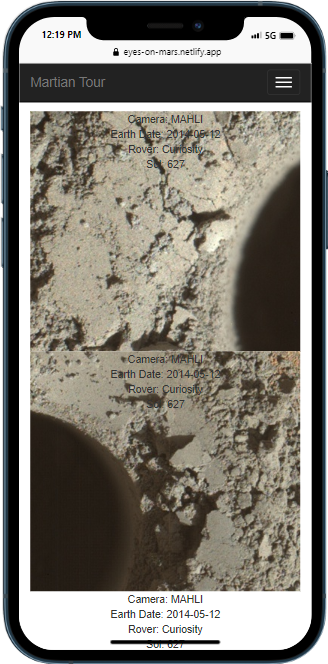 12:19 PM
5G
eyes-on-mars.netlify.app
Martian Tour
Camera: MAHLI
Earth Date: 2014-05-12
Rover: Curiosity
Sol: 627
Camera: MAHLI
Earth Date: 2014-05-12
Rover: Curiosity
Sol: 627
Camera: MAHLI
Earth Date: 2014-05-12
Rover: Curiosity
Sol: 627